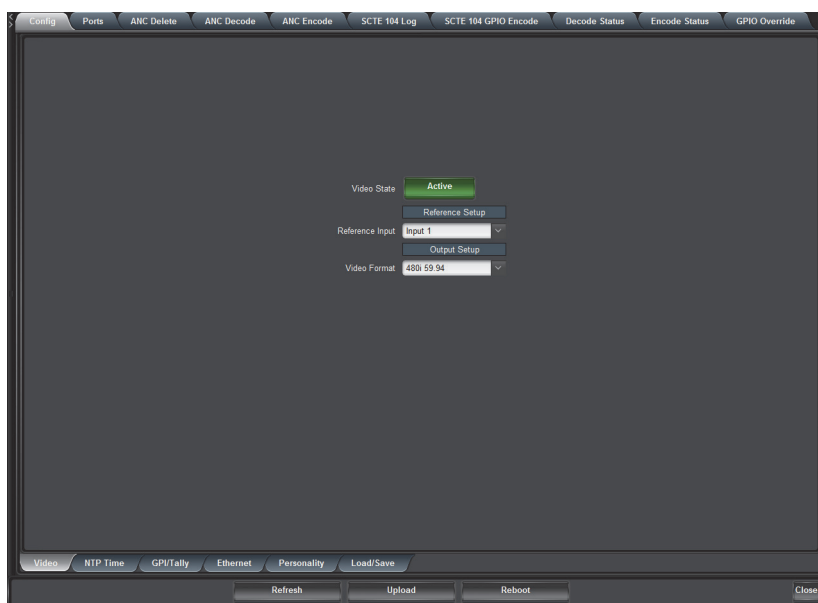 Config Ports ANC Delete ANC Decode ANC Encode SCTE 104 Log SCTE 104 GPIO Encode Decode Status Encode Status GPIO Override
Video State Active
Reference Setup
Reference Input Input 1
Output Setup
Video Format 480i 59.94
Video NTP Time GPI/Tally Ethernet Personality Load/Save
Refresh Upload Reboot Close